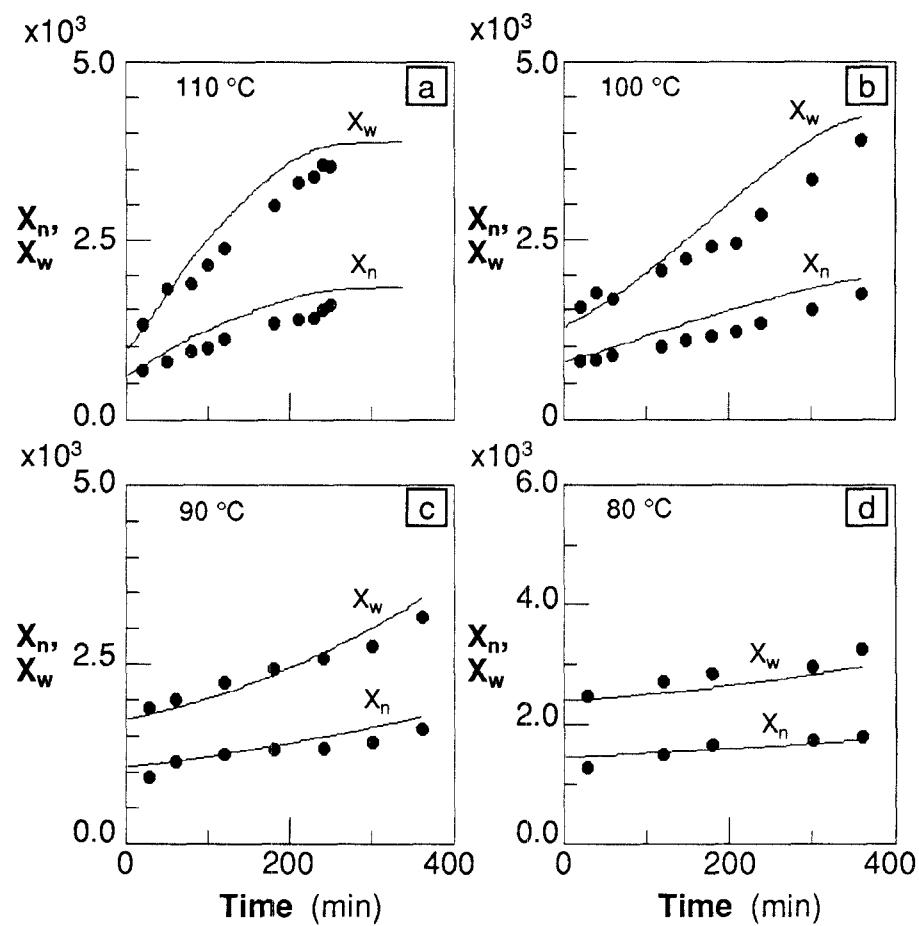 x10³
5.0
110 °C
a
X_w
X_n,
X_w
2.5
X_n
0.0
x10³
5.0
100 °C
b
X_w
X_n,
X_w
2.5
X_n
0
x10³
5.0
90 °C
c
X_w
X_n,
X_w
2.5
X_n
0.0
0 200 400
Time (min)
x10³
6.0
80 °C
d
4.0
X_n,
X_w
X_w
2.0
X_n
0.0
0 200 400
Time (min)